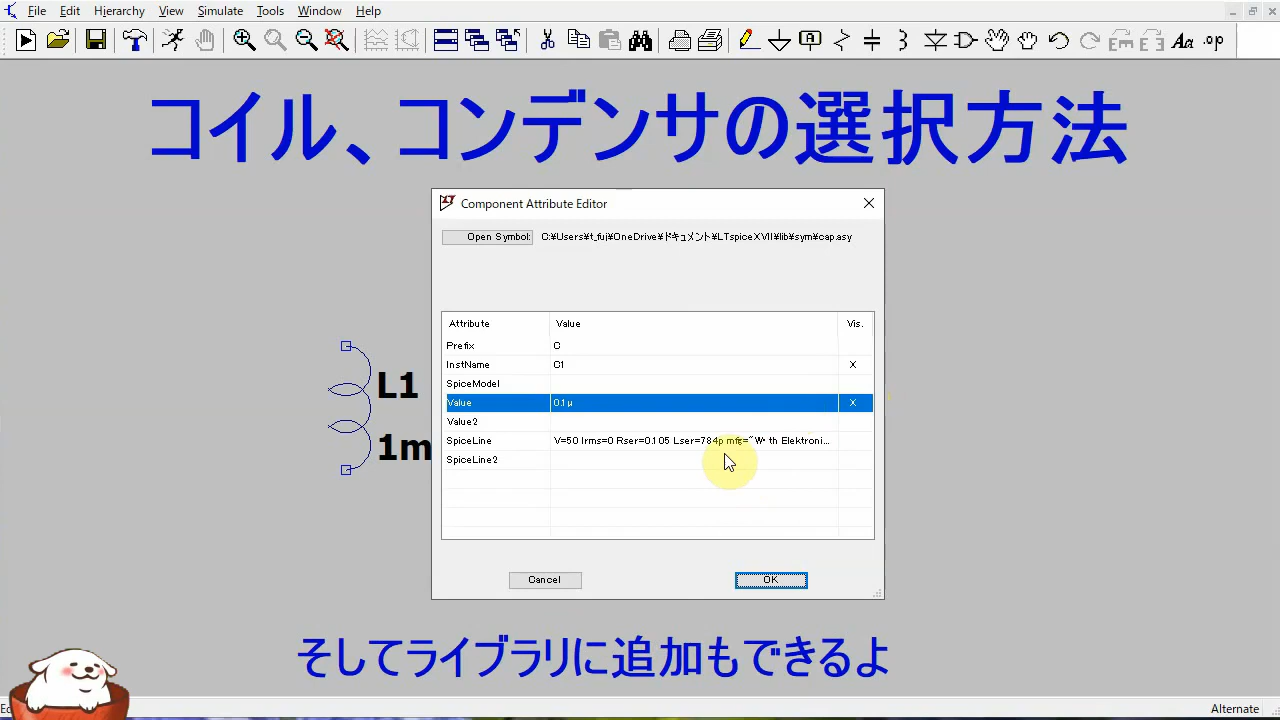 File Edit Hierarchy View Simulate Tools Window Help
コイル、コンデンサの選択方法
Component Attribute Editor
Open Symbol: C:¥Users¥t_fuj¥OneDrive¥ドキュメント¥LTspiceXVII¥lib¥sym¥cap.asy
Attribute Value Vis.
Prefix C
InstName C1 X
SpiceModel
Value 0.1µ X
Value2
SpiceLine V=50 Irms=0 Rser=0.105 Lser=784p mfg="W· th Elektroni...
SpiceLine2
L1
1m
Cancel OK
そしてライブラリに追加もできるよ
Alternate